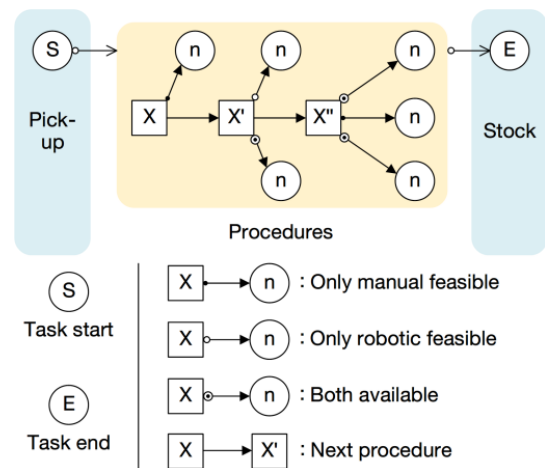 S
n
n
n
E
Pick-
up
X
X'
X"
n
Stock
n
n
Procedures
S
Task start
X
n
: Only manual feasible
X
n
: Only robotic feasible
E
Task end
X
n
: Both available
X
X'
: Next procedure